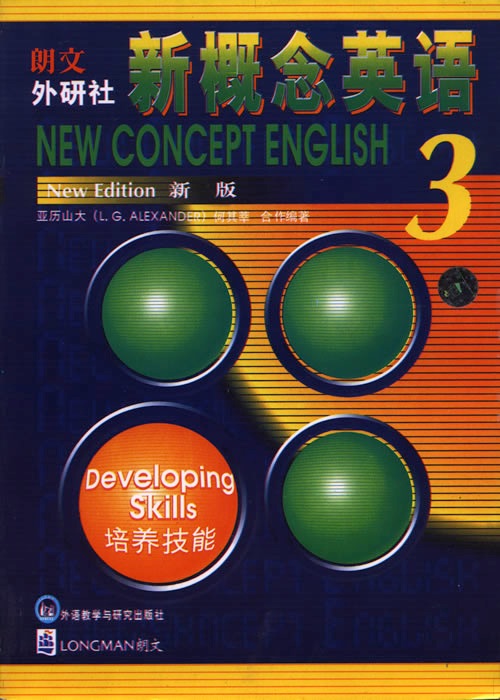 朗文
外研社
新概念英语
NEW CONCEPT ENGLISH
3
New Edition 新 版
亚历山大 (L. G. ALEXANDER) 何其莘 合作编著
Developing
Skills
培养技能
外语教学与研究出版社
LONGMAN朗文